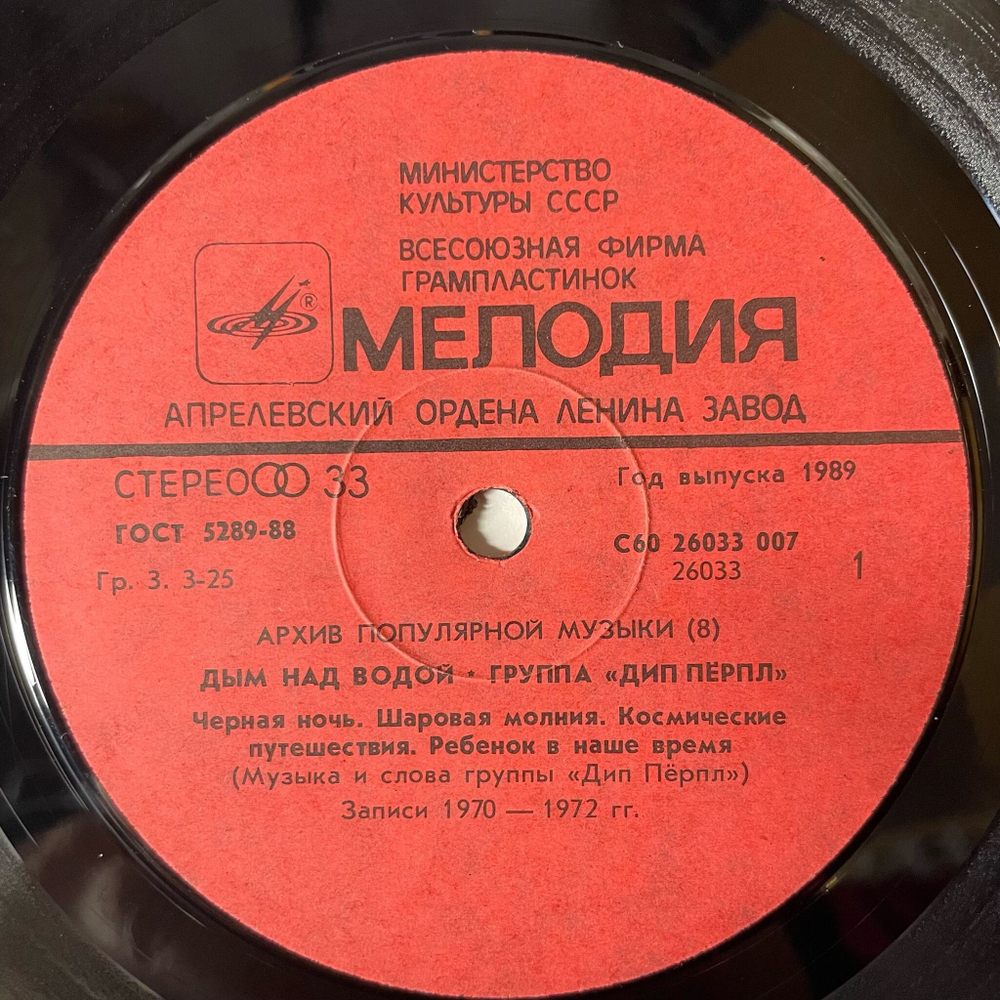 МИНИСТЕРСТВО
КУЛЬТУРЫ СССР
ВСЕСОЮЗНАЯ ФИРМА
ГРАМПЛАСТИНОК
®
МЕЛОДИЯ
АПРЕЛЕВСКИЙ ОРДЕНА ЛЕНИНА ЗАВОД
СТЕРЕО 33
Год выпуска 1989
ГОСТ 5289-88
С60 26033 007
Гр. 3. 3-25
26033
1
АРХИВ ПОПУЛЯРНОЙ МУЗЫКИ (8)
ДЫМ НАД ВОДОЙ * ГРУППА «ДИП ПЁРПЛ»
Черная ночь. Шаровая молния. Космические
путешествия. Ребенок в наше время
(Музыка и слова группы «Дип Пёрпл»)
Записи 1970 — 1972 гг.